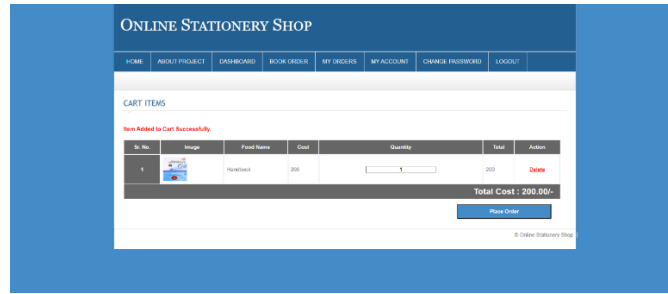 ONLINE STATIONERY SHOP
HOME ABOUT PROJECT DASHBOARD BOOK ORDER MY ORDERS MY ACCOUNT CHANGE PASSWORD LOGOUT
CART ITEMS
Item Added to Cart Successfully.
Sr. No. Image Food Name Cost Quantity Total Action
1 200 1 200 Delete
Total Cost : 200.00/-
Place Order
© Online Stationery Shop